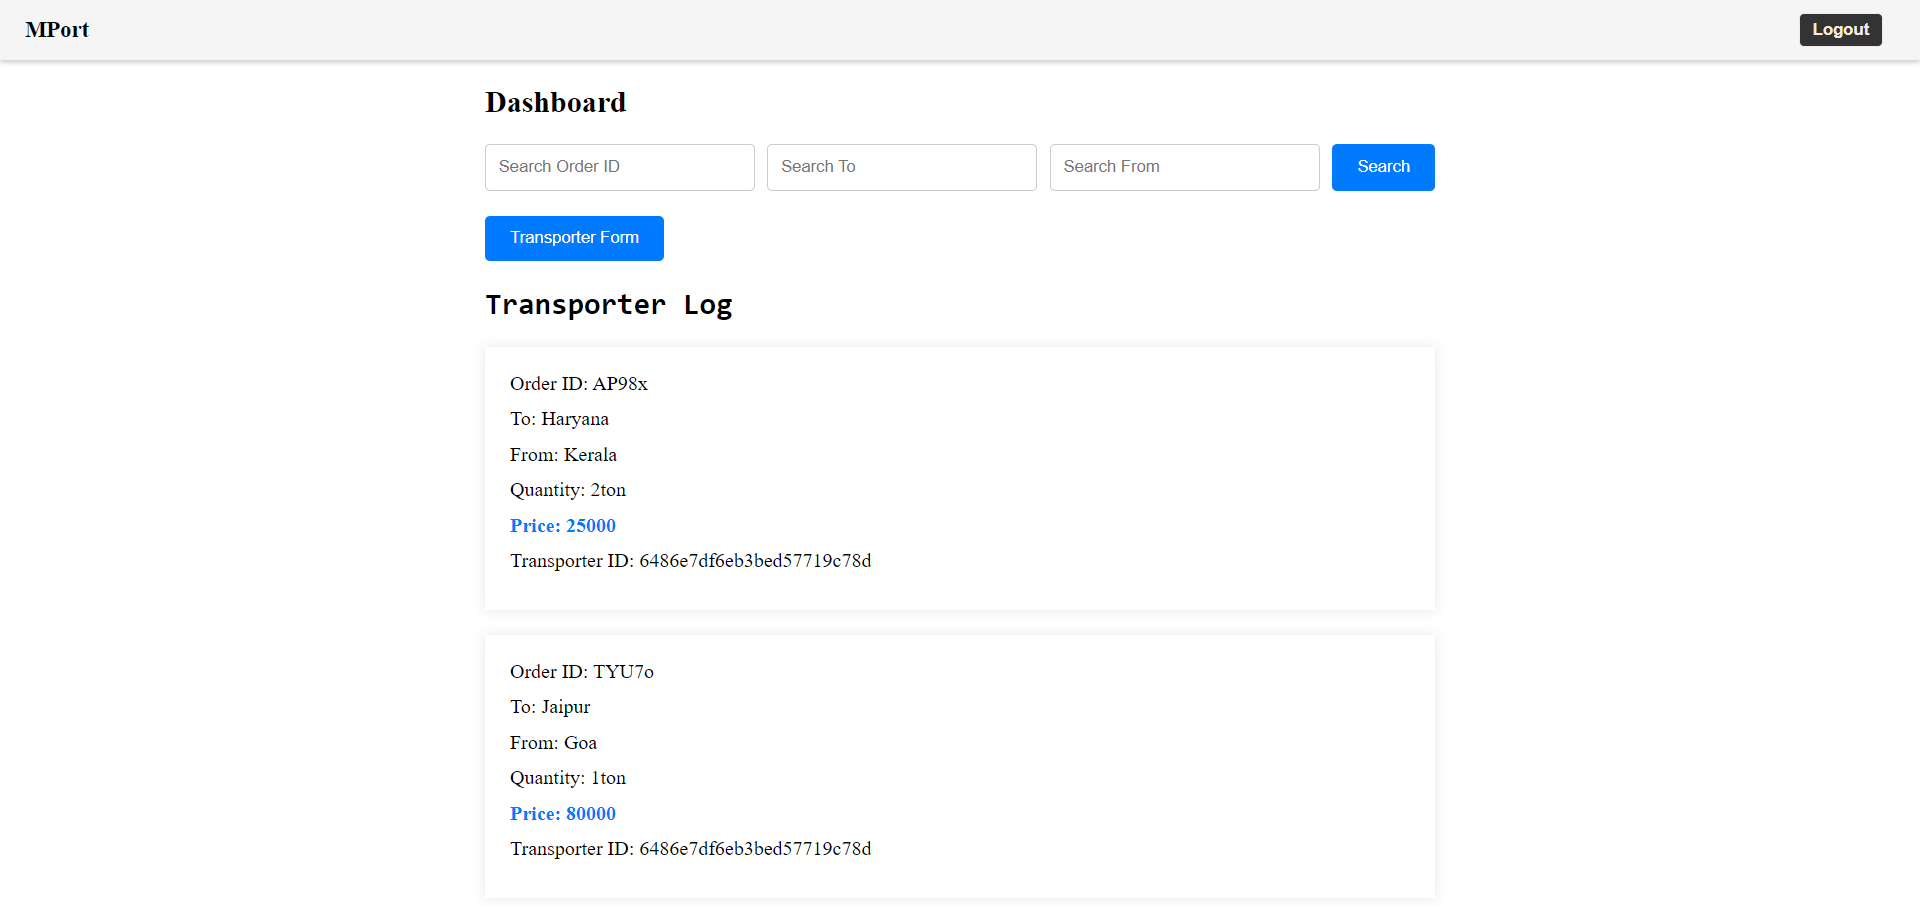 MPort
Logout
Dashboard
Search Order ID
Search To
Search From
Search
Transporter Form
Transporter Log
Order ID: AP98x
To: Haryana
From: Kerala
Quantity: 2ton
Price: 25000
Transporter ID: 6486e7df6eb3bed57719c78d
Order ID: TYU7o
To: Jaipur
From: Goa
Quantity: 1ton
Price: 80000
Transporter ID: 6486e7df6eb3bed57719c78d